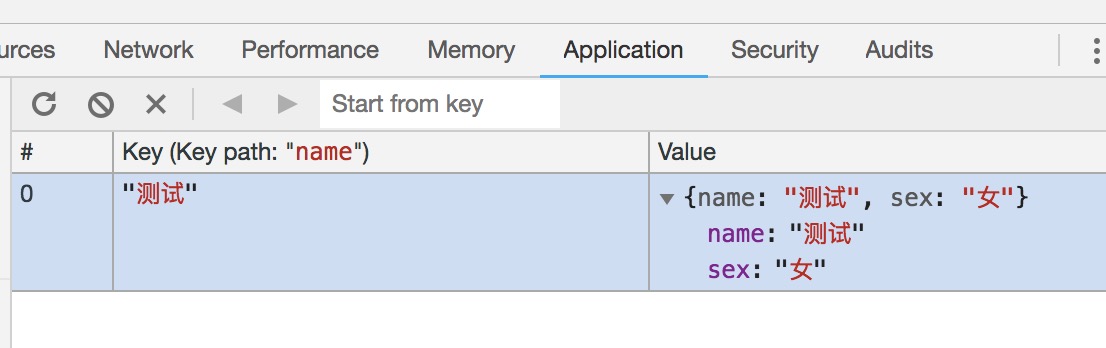 urces Network Performance Memory Application Security Audits
Start from key
# Key (Key path: "name") Value
0 "测试" {name: "测试", sex: "女"}
name: "测试"
sex: "女"